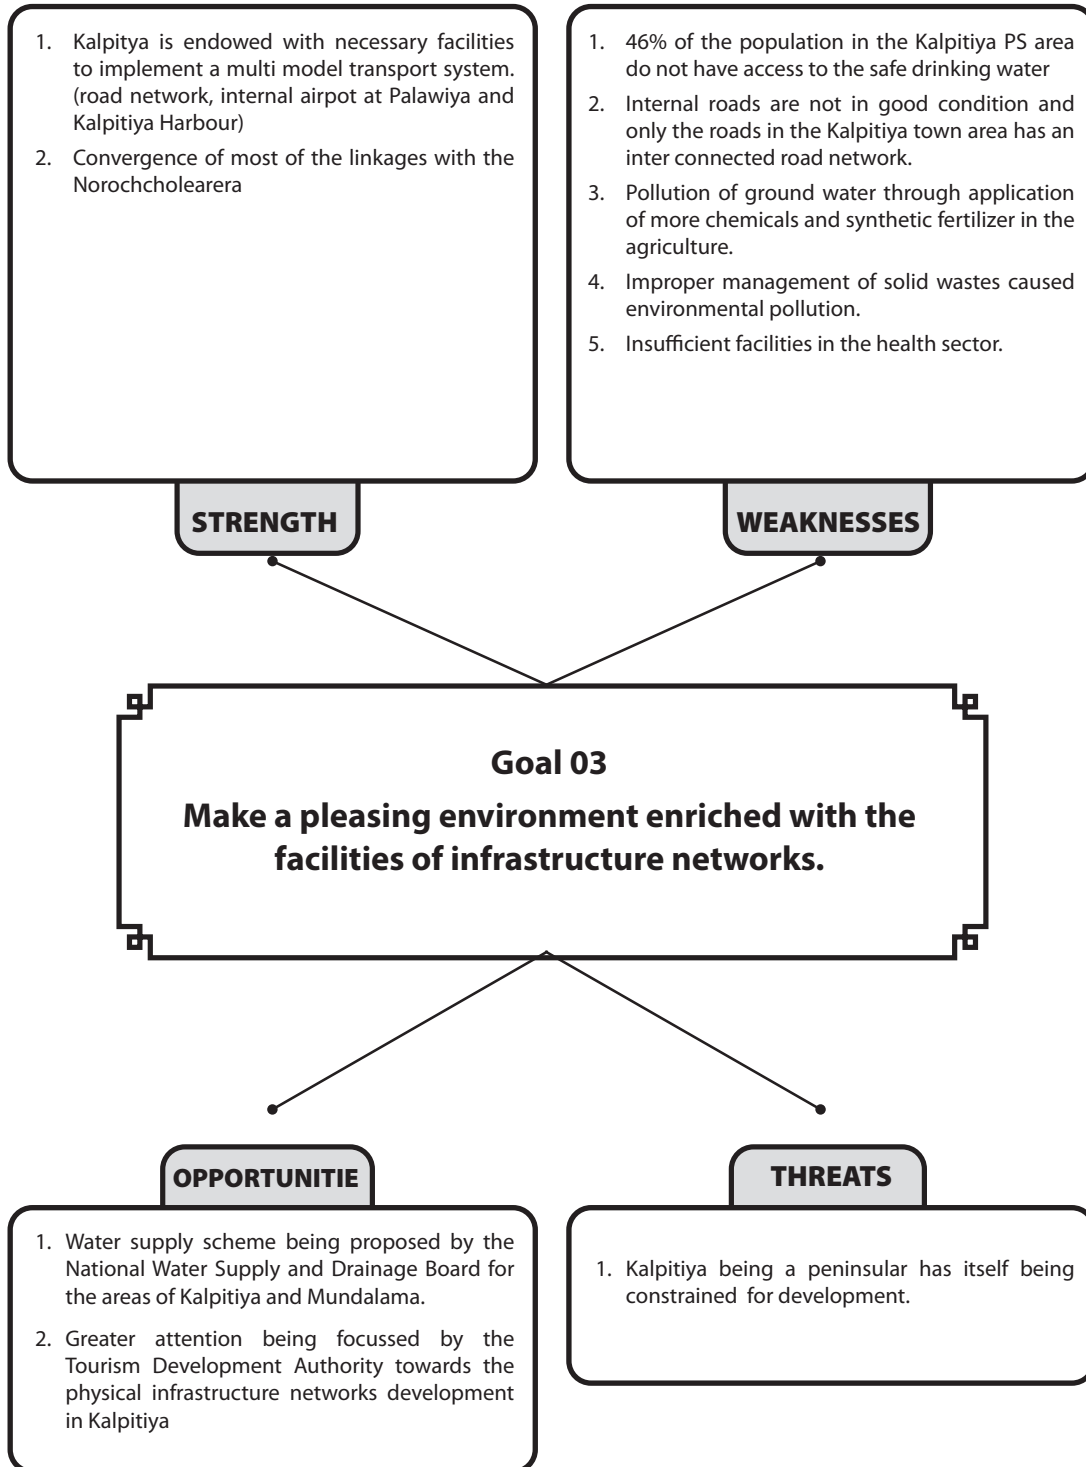 1. Kalpitya is endowed with necessary facilities
to implement a multi model transport system.
(road network, internal airpot at Palawiya and
Kalpitiya Harbour)
2. Convergence of most of the linkages with the
Norochcholearera
STRENGTH
1. 46% of the population in the Kalpitiya PS area
do not have access to the safe drinking water
2. Internal roads are not in good condition and
only the roads in the Kalpitiya town area has an
inter connected road network.
3. Pollution of ground water through application
of more chemicals and synthetic fertilizer in the
agriculture.
4. Improper management of solid wastes caused
environmental pollution.
5. Insufficient facilities in the health sector.
WEAKNESSES
Goal 03
Make a pleasing environment enriched with the
facilities of infrastructure networks.
OPPORTUNITIE
1. Water supply scheme being proposed by the
National Water Supply and Drainage Board for
the areas of Kalpitiya and Mundalama.
2. Greater attention being focussed by the
Tourism Development Authority towards the
physical infrastructure networks development
in Kalpitiya
THREATS
1. Kalpitiya being a peninsular has itself being
constrained for development.